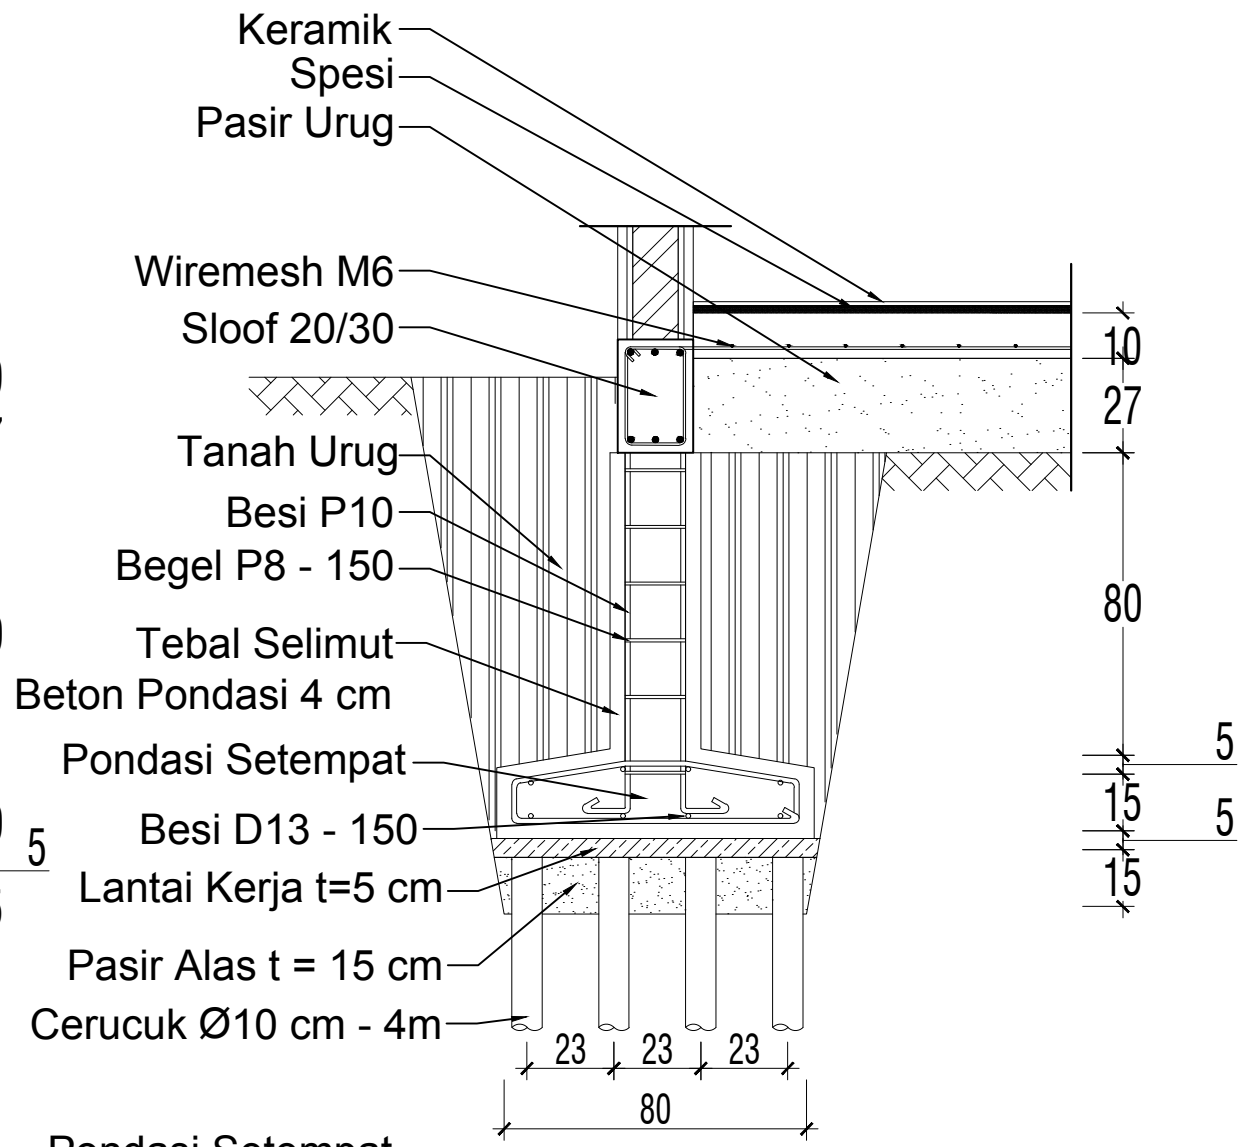 Keramik
Spesi
Pasir Urug
Wiremesh M6
Sloof 20/30
10
27
Tanah Urug
Besi P10
Begel P8 - 150
80
Tebal Selimut
Beton Pondasi 4 cm
Pondasi Setempat
5
15
Besi D13 - 150
5
5
Lantai Kerja t=5 cm
15
Pasir Alas t = 15 cm
Cerucuk Ø10 cm - 4m
23 23 23
80
Pondasi Setempat